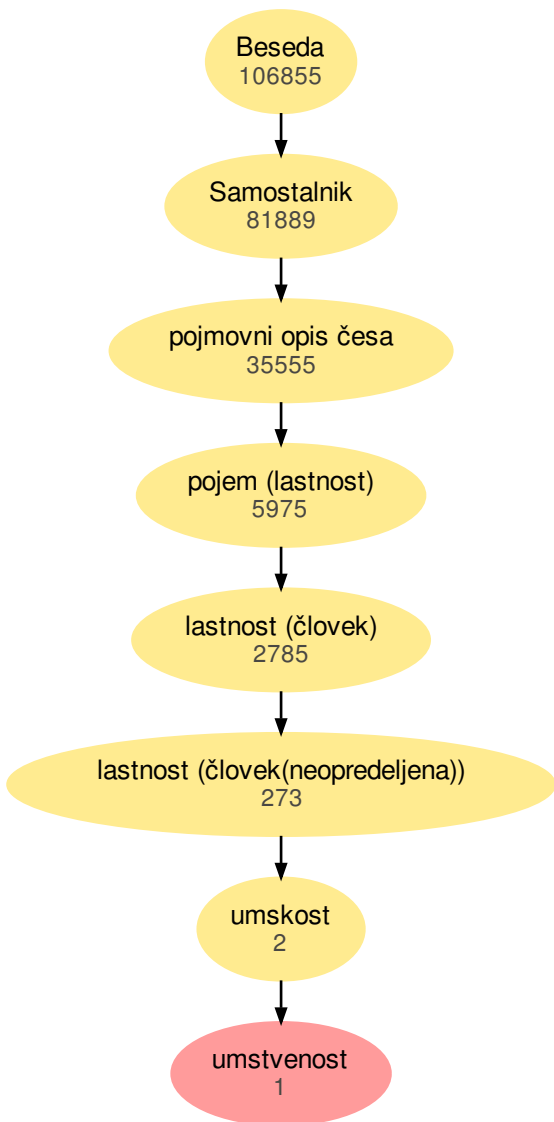 Beseda
106855
Samostalnik
81889
pojmovni opis česa
35555
pojem (lastnost)
5975
lastnost (človek)
2785
lastnost (človek(neopredeljena))
273
umskost
2
umstvenost
1